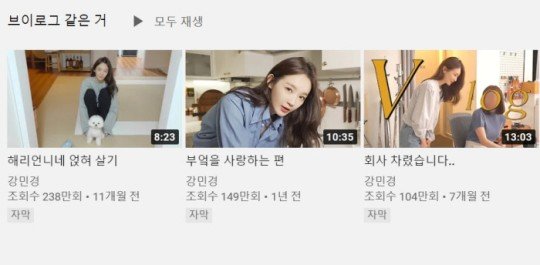 브이로그 같은 거 ▶ 모두 재생
V log
8:23
10:35
13:03
해리언니네 얹혀 살기
부엌을 사랑하는 편
회사 차렸습니다..
강민경
강민경
강민경
조회수 238만회 • 11개월 전
조회수 149만회 • 1년 전
조회수 104만회 • 7개월 전
자막
자막
자막